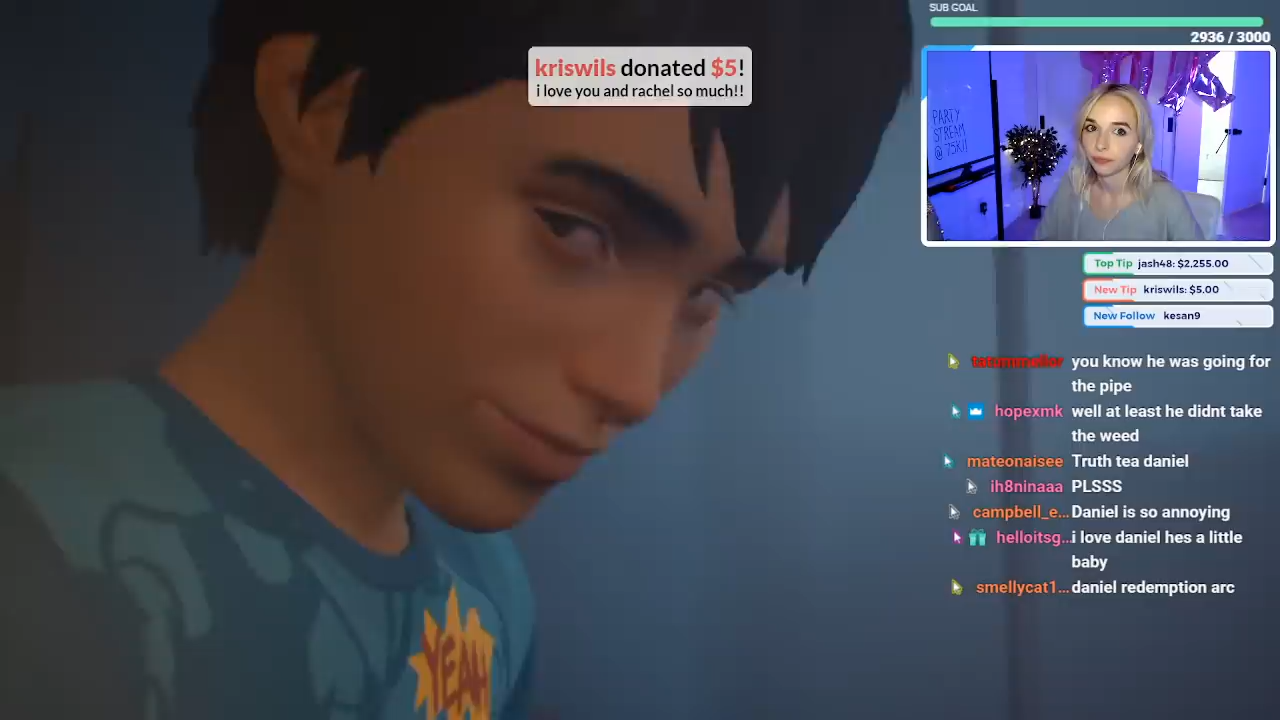 SUB GOAL
2936 / 3000
kriswils donated $5!
i love you and rachel so much!!
PARTY
STREAM
@ 75K!!
Top Tip jash48: $2,255.00
New Tip kriswils: $5.00
New Follow kesan9
you know he was going for
the pipe
hopexmk well at least he didnt take
the weed
mateonaisee Truth tea daniel
ih8ninaaa PLSSS
campbell_e... Daniel is so annoying
helloitsg... i love daniel hes a little
baby
smellycat1... daniel redemption arc
YEAH